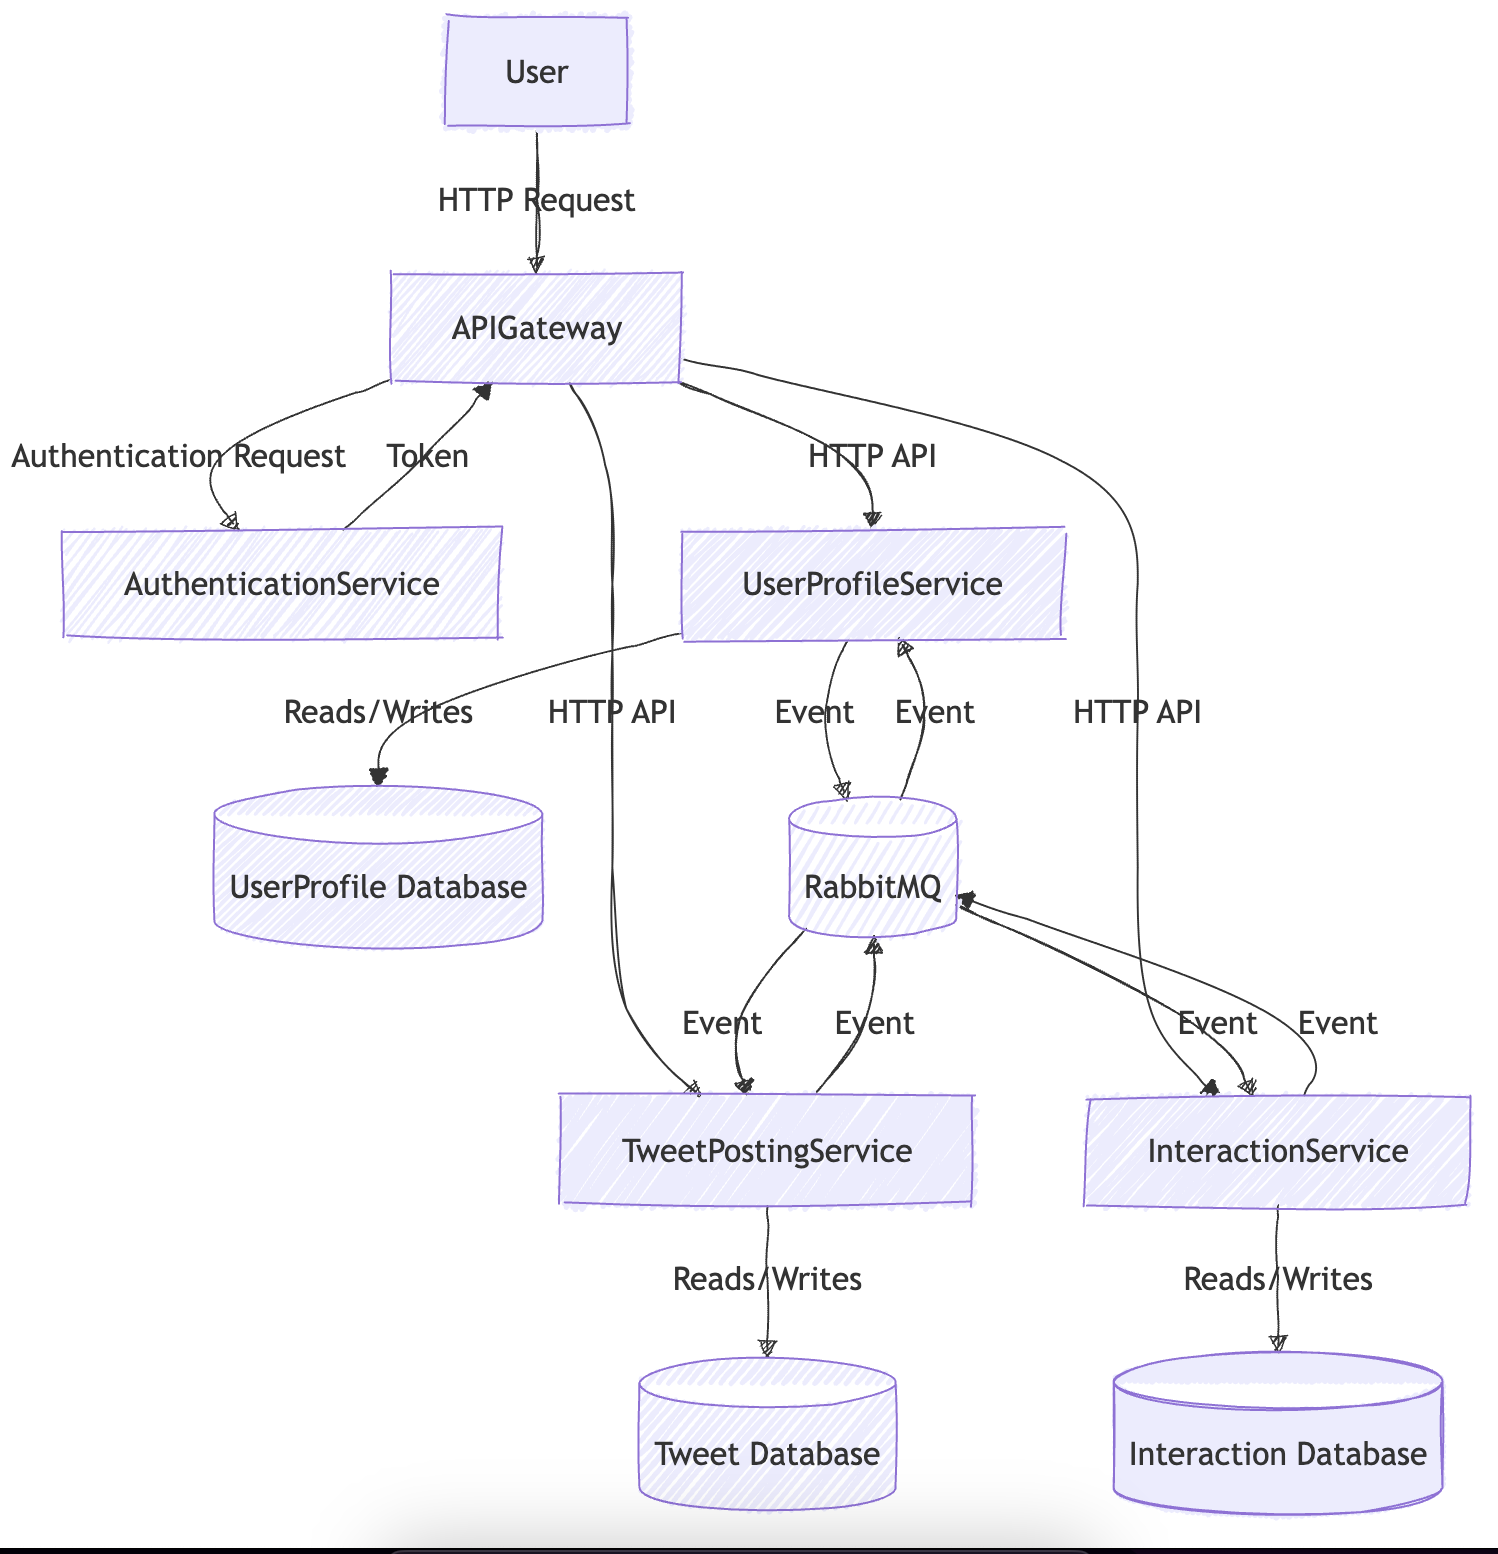 User
HTTP Request
APIGateway
Authentication Request
Token
HTTP API
AuthenticationService
UserProfileService
Reads/Writes
HTTP API
Event
Event
HTTP API
UserProfile Database
RabbitMQ
Event
Event
Event
Event
TweetPostingService
InteractionService
Reads/Writes
Reads/Writes
Tweet Database
Interaction Database